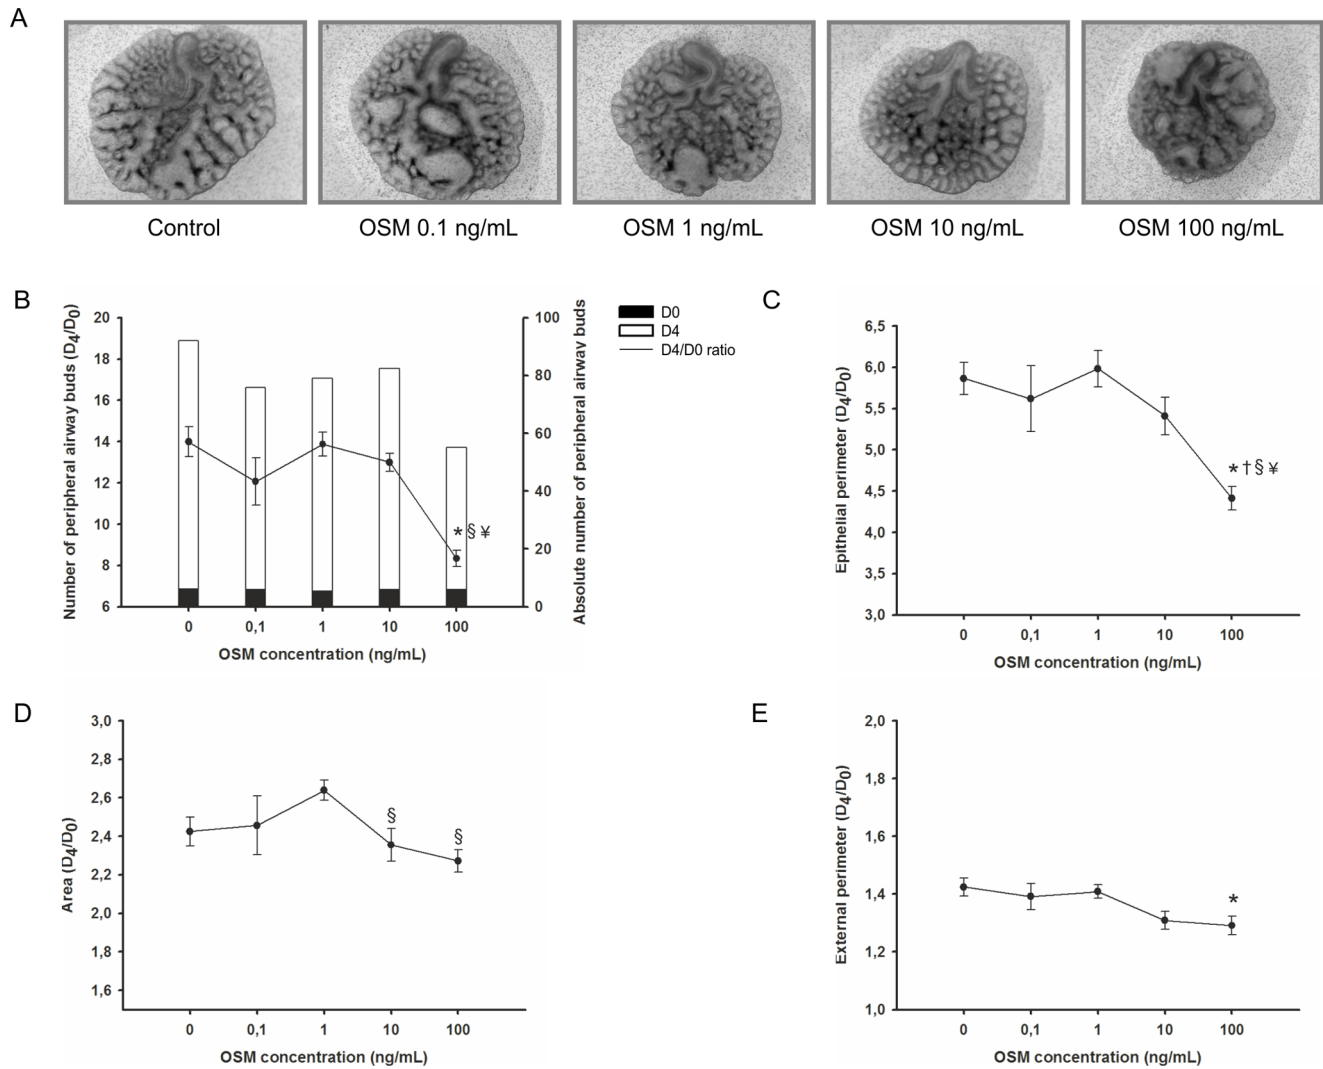 A
Control
OSM 0.1 ng/mL
OSM 1 ng/mL
OSM 10 ng/mL
OSM 100 ng/mL
B
Number of peripheral airway buds (D4/D0)
20
18
16
14
12
10
8
6
100
80
60
40
20
0
Absolute number of peripheral airway buds
* § ¥
0
0,1
1
10
100
OSM concentration (ng/mL)
D0
D4
D4/D0 ratio
C
Epithelial perimeter (D4/D0)
6,5
6,0
5,5
5,0
4,5
4,0
3,5
3,0
* † § ¥
0
0,1
1
10
100
OSM concentration (ng/mL)
D
Area (D4/D0)
3,0
2,8
2,6
2,4
2,2
2,0
1,8
1,6
§
§
0
0,1
1
10
100
OSM concentration (ng/mL)
E
External perimeter (D4/D0)
2,0
1,8
1,6
1,4
1,2
1,0
*
0
0,1
1
10
100
OSM concentration (ng/mL)